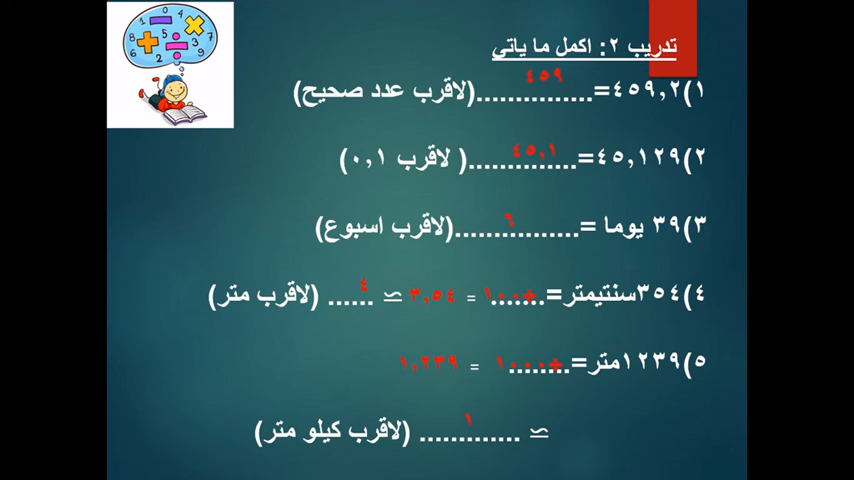 تدريب ٢: اكمل ما ياتي
١)٤٥٩,٢=...............(لاقرب عدد صحيح) ٤٥٩
٢)٤٥,١٢٩=..............( لاقرب ٠,١) ٤٥,١
٣)٣٩ يوما =................(لاقرب اسبوع) ٦
٤)٣٥٤سنتيمتر=....... ÷١٠٠ = ٣,٥٤ ≃ ...... (لاقرب متر) ٤
٥)١٢٣٩متر=........ ÷١٠٠٠ = ١,٢٣٩
≃ ............. (لاقرب كيلو متر) ١